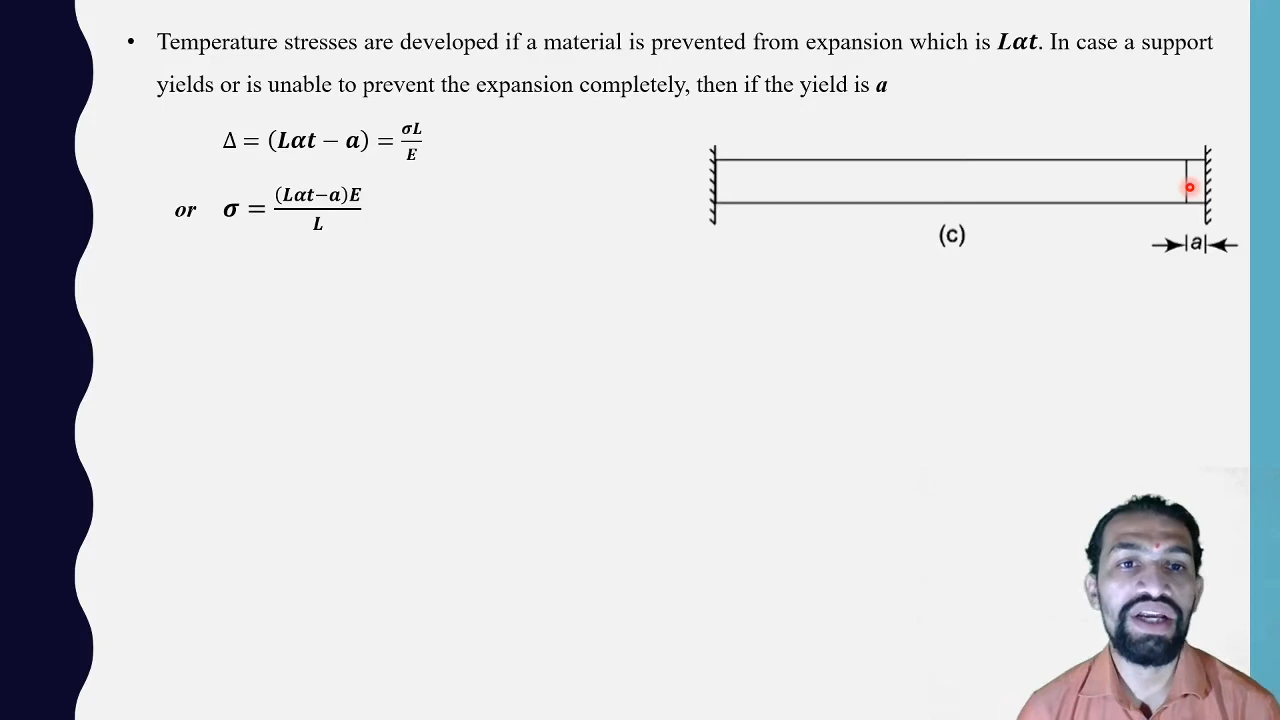 • Temperature stresses are developed if a material is prevented from expansion which is Lαt. In case a support
yields or is unable to prevent the expansion completely, then if the yield is a
Δ = (Lαt − a) = σL/E
or σ = (Lαt−a)E/L
(c)
a